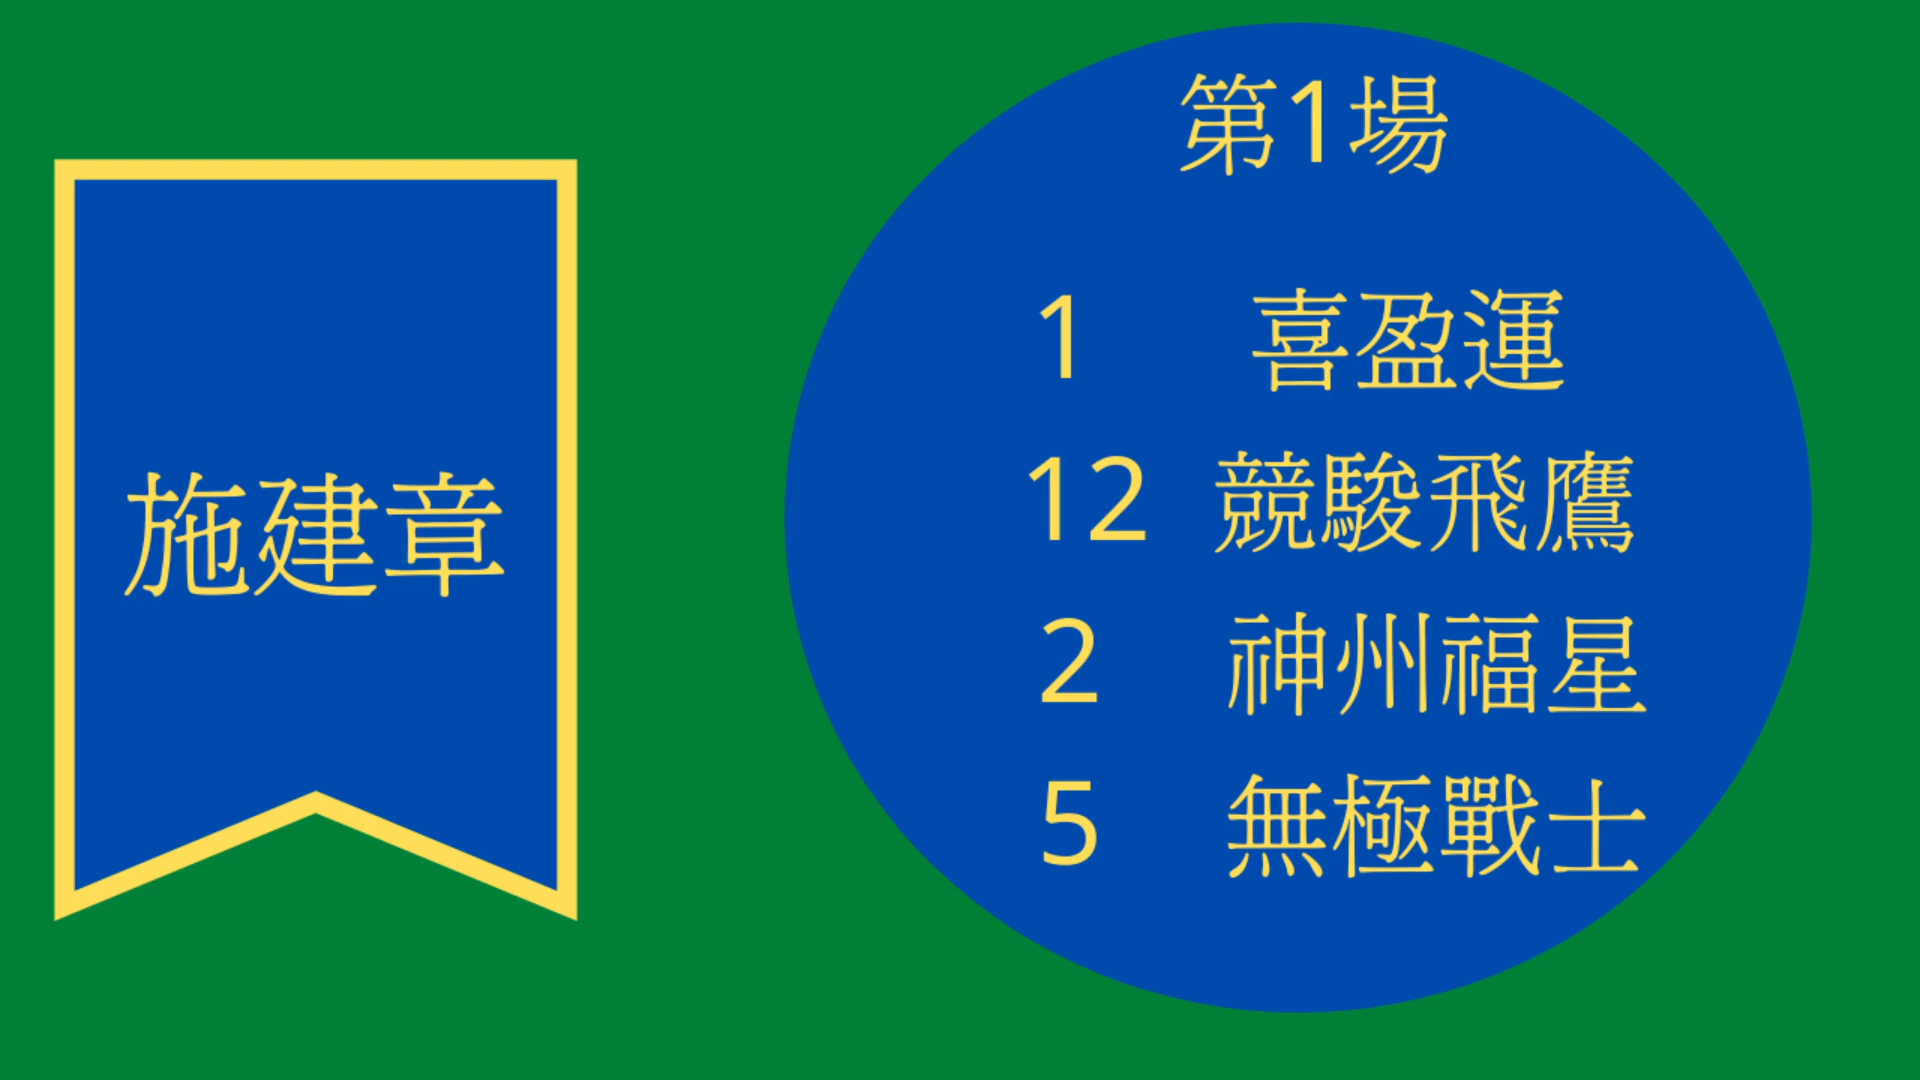 施建章
第1場
1 喜盈運
12 競駿飛鷹
2 神州福星
5 無極戰士